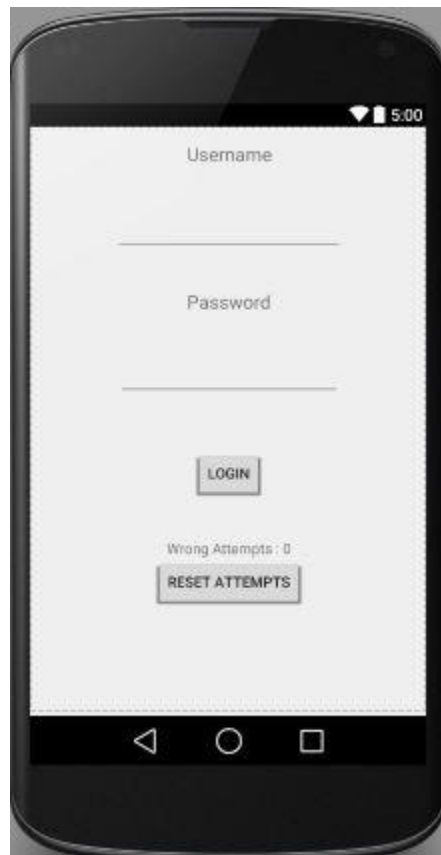 5:00
Username
Password
LOGIN
Wrong Attempts : 0
RESET ATTEMPTS